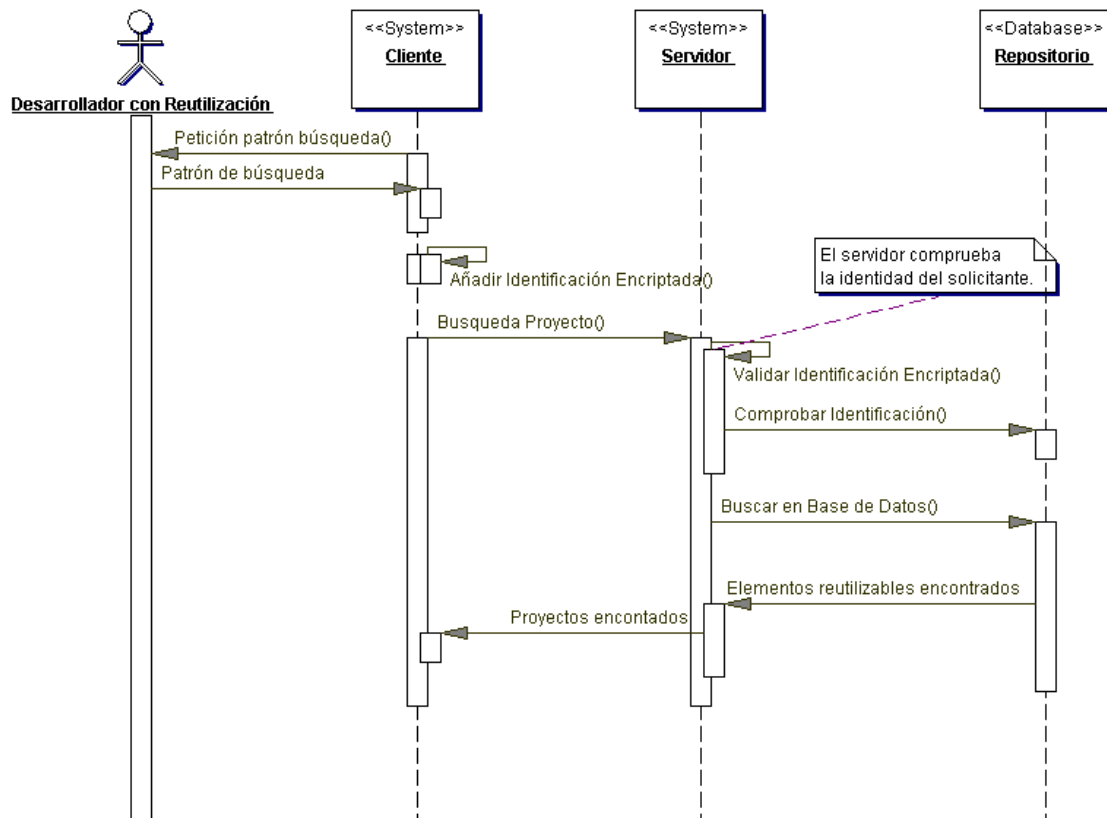 <<System>>
Cliente
<<System>>
Servidor
<<Database>>
Repositorio
Desarrollador con Reutilización
Petición patrón búsqueda()
Patrón de búsqueda
Añadir Identificación Encriptada()
El servidor comprueba
la identidad del solicitante.
Busqueda Proyecto()
Validar Identificación Encriptada()
Comprobar Identificación()
Buscar en Base de Datos()
Elementos reutilizables encontrados
Proyectos encontados